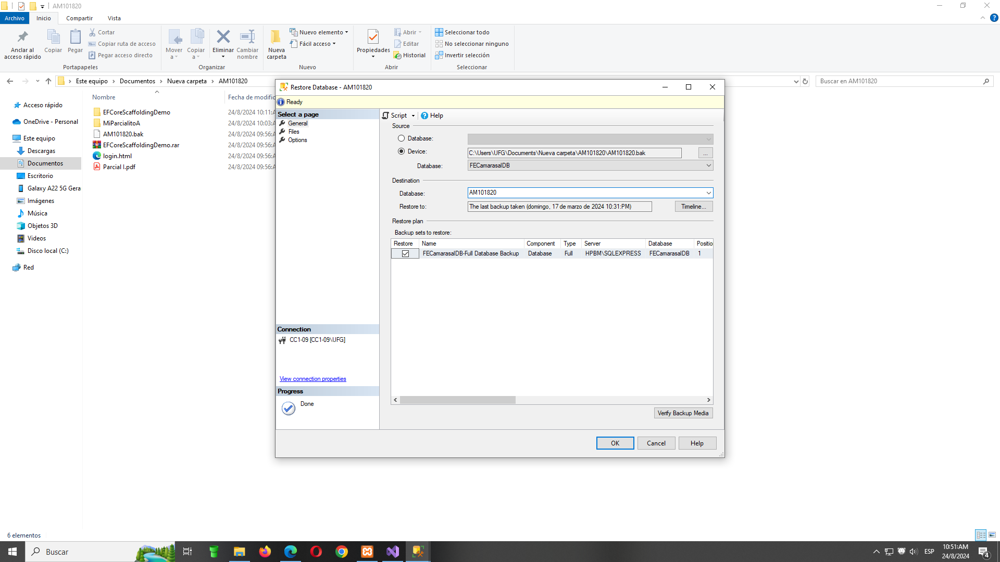 AM101820
Archivo Inicio Compartir Vista
Anclar al acceso rápido
Copiar
Pegar
Cortar
Copiar ruta de acceso
Pegar acceso directo
Portapapeles
Mover a
Copiar a
Eliminar
Cambiar nombre
Organizar
Nueva carpeta
Nuevo elemento
Fácil acceso
Nuevo
Propiedades
Abrir
Editar
Historial
Abrir
Seleccionar todo
No seleccionar ninguno
Invertir selección
Seleccionar
Este equipo > Documentos > Nueva carpeta > AM101820
Buscar en AM101820
Acceso rápido
OneDrive - Personal
Este equipo
Descargas
Documentos
Escritorio
Galaxy A22 5G Gera
Imágenes
Música
Objetos 3D
Videos
Disco local (C:)
Red
Nombre Fecha de modific
EFCoreScaffoldingDemo 24/8/2024 10:11:A
MiParcialitoA 24/8/2024 10:03:A
AM101820.bak 24/8/2024 09:56:A
EFCoreScaffoldingDemo.rar 24/8/2024 09:56:A
login.html 24/8/2024 09:56:A
Parcial I.pdf 24/8/2024 09:56:A
Restore Database - AM101820
Ready
Select a page
General
Files
Options
Connection
CC1-09 [CC1-09\UFG]
View connection properties
Progress
Done
Script Help
Source
Database:
Device: C:\Users\UFG\Documents\Nueva carpeta\AM101820\AM101820.bak ...
Database: FECamarasalDB
Destination
Database: AM101820
Restore to: The last backup taken (domingo, 17 de marzo de 2024 10:31:PM) Timeline...
Restore plan
Backup sets to restore:
Restore Name Component Type Server Database Positio
FECamarasalDB-Full Database Backup Database Full HPBM\SQLEXPRESS FECamarasalDB 1
Verify Backup Media
OK Cancel Help
6 elementos
Buscar
ESP
10:51:AM
24/8/2024
4